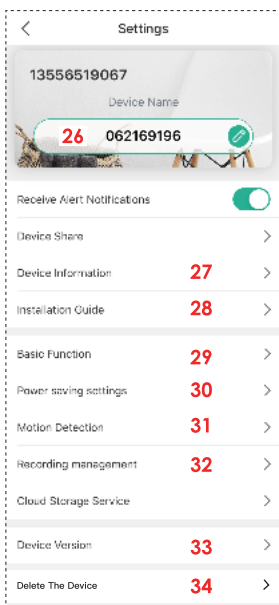 Settings
13556519067
Device Name
26 062169196
Receive Alert Notifications
Device Share
Device Information 27
Installation Guide 28
Basic Function 29
Power saving settings 30
Motion Detection 31
Recording management 32
Cloud Storage Service
Device Version 33
Delete The Device 34